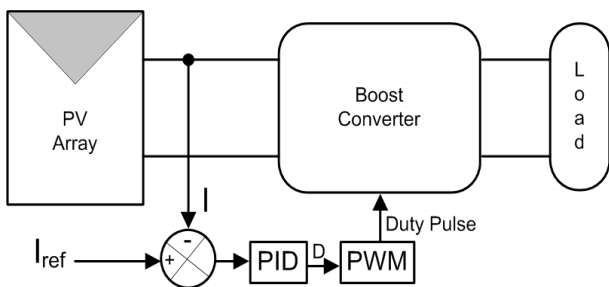 PV
Array
Boost
Converter
L
o
a
d
I
Duty Pulse
-
+
I_ref
PID
D
PWM